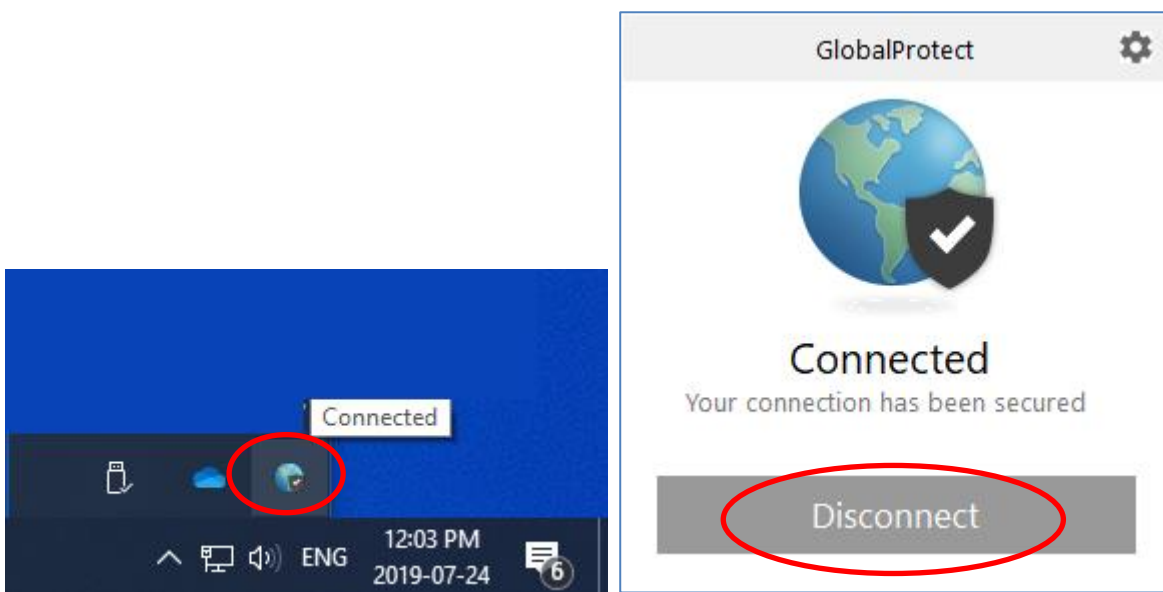 Connected
ENG
12:03 PM
2019-07-24
6
GlobalProtect
Connected
Your connection has been secured
Disconnect